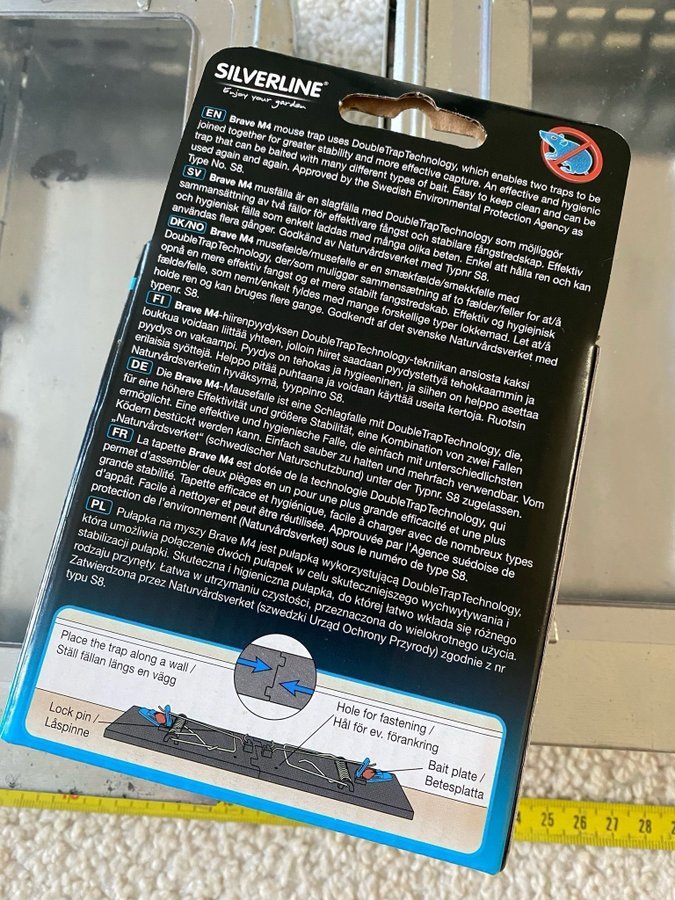 SILVERLINE®
Enjoy your garden
EN Brave M4 mouse trap uses DoubleTrapTechnology, which enables two traps to be
joined together for greater stability and more effective capture. An effective and hygienic
trap that can be baited with many different types of bait. Easy to keep clean and can be
used again and again. Approved by the Swedish Environmental Protection Agency as
Type No. S8.
SV Brave M4 musfälla är en slagfälla med DoubleTrapTechnology som möjliggör
sammansättning av två fällor för effektivare fångst och stabilare fångstredskap. Effektiv
och hygienisk fälla som enkelt laddas med många olika beten. Enkel att hålla ren och kan
användas flera gånger. Godkänd av Naturvårdsverket med Typnr S8.
DK/NO Brave M4 musefælde/musefelle er en smækfælde/smekkfelle med
DoubleTrapTechnology, der/som muliggør sammensætning af to fælder/feller for at/å
opnå en mere effektiv fangst og et mere stabilt fangstredskab. Effektiv og hygiejnisk
fælde/felle, som nemt/enkelt fyldes med mange forskellige typer lokkemad. Let at/å
holde ren og kan bruges flere gange. Godkendt af det svenske Naturvårdsverket med
typenr. S8.
FI Brave M4-hiirenpyydyksen DoubleTrapTechnology-tekniikan ansiosta kaksi
loukkua voidaan liittää yhteen, jolloin hiiret saadaan pyydystettyä tehokkaammin ja
pyydys on vakaampi. Pyydys on tehokas ja hygieeninen, ja siihen on helppo asettaa
erilaisia syöttejä. Helppo pitää puhtaana ja voidaan käyttää useita kertoja. Ruotsin
Naturvårdsverketin hyväksymä, tyyppinro S8.
DE Die Brave M4-Mausefalle ist eine Schlagfalle mit DoubleTrapTechnology, die,
für eine höhere Effektivität und größere Stabilität, eine Kombination von zwei Fallen
ermöglicht. Eine effektive und hygienische Falle, die einfach mit unterschiedlichsten
Ködern bestückt werden kann. Einfach sauber zu halten und mehrfach verwendbar. Vom
„Naturvårdsverket“ (schwedischer Naturschutzbund) unter der Typnr. S8 zugelassen.
FR La tapette Brave M4 est dotée de la technologie DoubleTrapTechnology, qui
permet d'assembler deux pièges en un pour une plus grande efficacité et une plus
grande stabilité. Tapette efficace et hygiénique, facile à charger avec de nombreux types
d'appât. Facile à nettoyer et peut être réutilisée. Approuvée par l'Agence suédoise de
protection de l'environnement (Naturvårdsverket) sous le numéro de type S8.
PL Pułapka na myszy Brave M4 jest pułapką wykorzystującą DoubleTrapTechnology,
która umożliwia połączenie dwóch pułapek w celu skuteczniejszego wychwytywania i
stabilizacji pułapki. Skuteczna i higieniczna pułapka, do której łatwo wkłada się różnego
rodzaju przynęty. Łatwa w utrzymaniu czystości, przeznaczona do wielokrotnego użycia.
Zatwierdzona przez Naturvårdsverket (szwedzki Urząd Ochrony Przyrody) zgodnie z nr
typu S8.
Place the trap along a wall /
Ställ fällan längs en vägg
Hole for fastening /
Hål för ev. förankring
Lock pin /
Låspinne
Bait plate /
Betesplatta
25 26 27 28